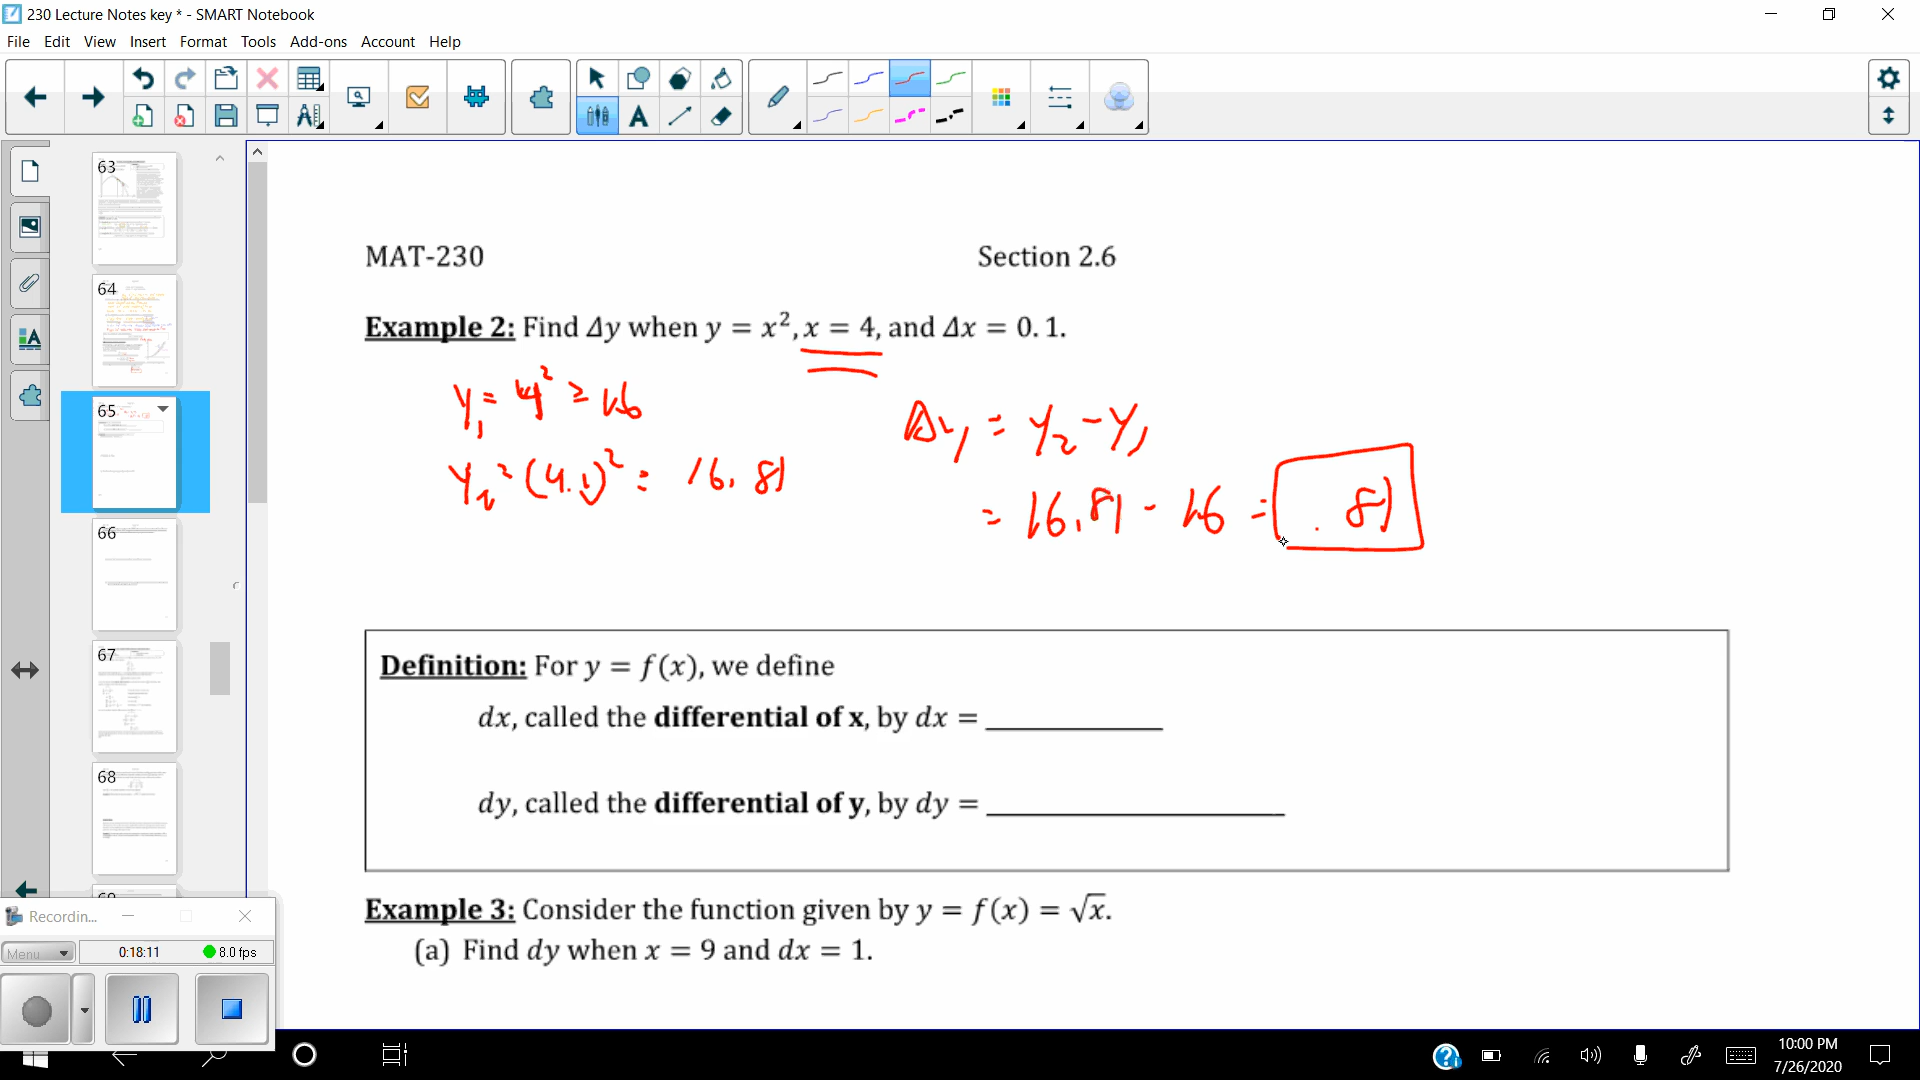 230 Lecture Notes key * - SMART Notebook
File Edit View Insert Format Tools Add-ons Account Help
63
64
65
66
67
68
MAT-230 Section 2.6
Example 2: Find Δy when y = x², x = 4, and Δx = 0.1.
y₁ = 4² = 16
y₂ = (4.1)² = 16.81
Δy = y₂ - y₁
= 16.81 - 16 = .81
Definition: For y = f(x), we define
dx, called the differential of x, by dx = ____________
dy, called the differential of y, by dy = ____________________
Example 3: Consider the function given by y = f(x) = √x.
(a) Find dy when x = 9 and dx = 1.
Recordin...
Menu 0:18:11 8.0 fps
10:00 PM
7/26/2020